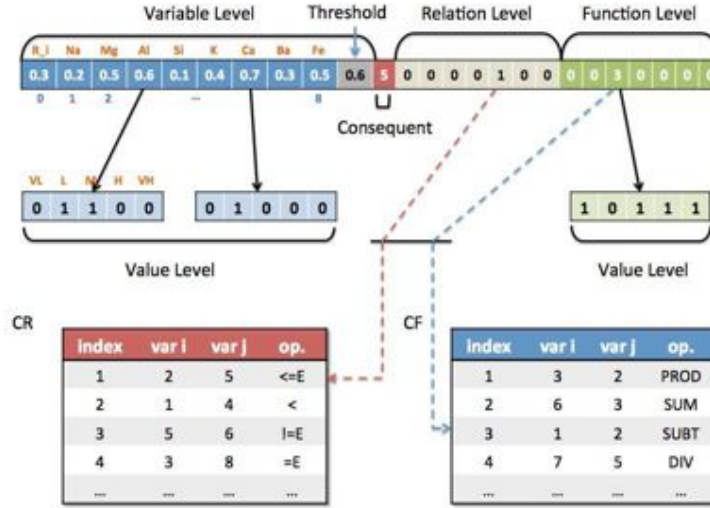 Variable Level Threshold Relation Level Function Level
R_i Na Mg Al Si K Ca Ba Fe
0.3 0.2 0.5 0.6 0.1 0.4 0.7 0.3 0.5 0.6 5 0 0 0 0 1 0 0 0 0 3 0 0 0 0
0 1 2 ... 8
Consequent
VL L M H VH
0 1 1 0 0 0 1 0 0 0 1 0 1 1 1
Value Level Value Level
CR CF
index var i var j op. index var i var j op.
1 2 5 <=E 1 3 2 PROD
2 1 4 < 2 6 3 SUM
3 5 6 !=E 3 1 2 SUBT
4 3 8 =E 4 7 5 DIV
... ... ... ... ... ... ... ...